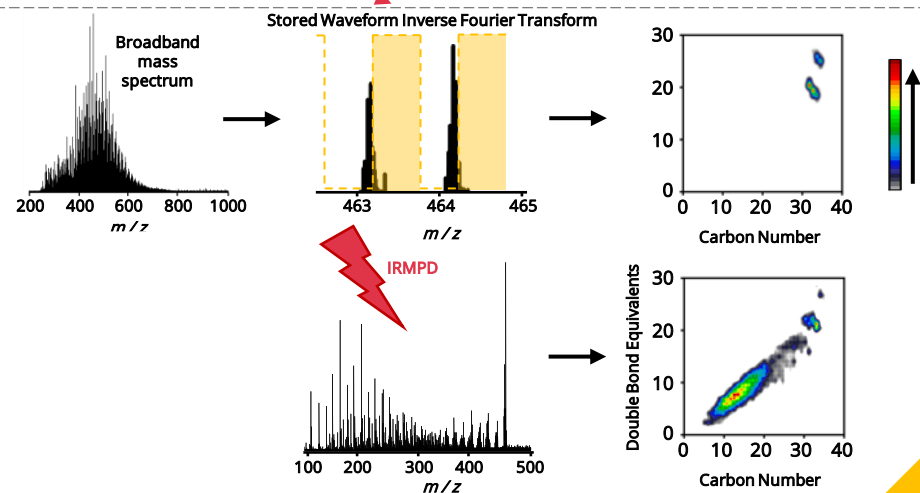 Stored Waveform Inverse Fourier Transform
Broadband
mass
spectrum
200 400 600 800 1000
m / z
463 464 465
m / z
30
20
10
0
0 10 20 30 40
Carbon Number
IRMPD
100 200 300 400 500
m / z
Double Bond Equivalents
30
20
10
0
0 10 20 30 40
Carbon Number